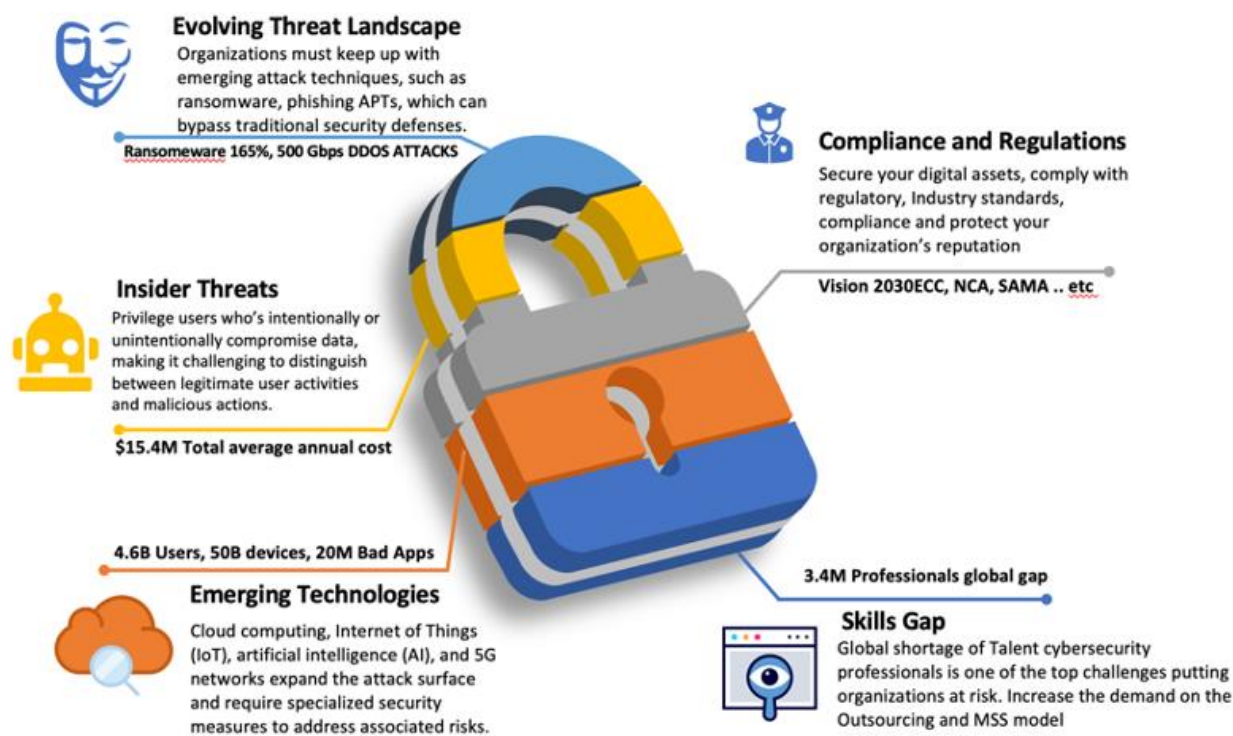 Evolving Threat Landscape
Organizations must keep up with
emerging attack techniques, such as
ransomware, phishing APTs, which can
bypass traditional security defenses.
Ransomeware 165%, 500 Gbps DDOS ATTACKS
Compliance and Regulations
Secure your digital assets, comply with
regulatory, Industry standards,
compliance and protect your
organization's reputation
Vision 2030ECC, NCA, SAMA .. etc
Insider Threats
Privilege users who's intentionally or
unintentionally compromise data,
making it challenging to distinguish
between legitimate user activities
and malicious actions.
$15.4M Total average annual cost
4.6B Users, 50B devices, 20M Bad Apps
Emerging Technologies
Cloud computing, Internet of Things
(IoT), artificial intelligence (AI), and 5G
networks expand the attack surface
and require specialized security
measures to address associated risks.
3.4M Professionals global gap
Skills Gap
Global shortage of Talent cybersecurity
professionals is one of the top challenges putting
organizations at risk. Increase the demand on the
Outsourcing and MSS model